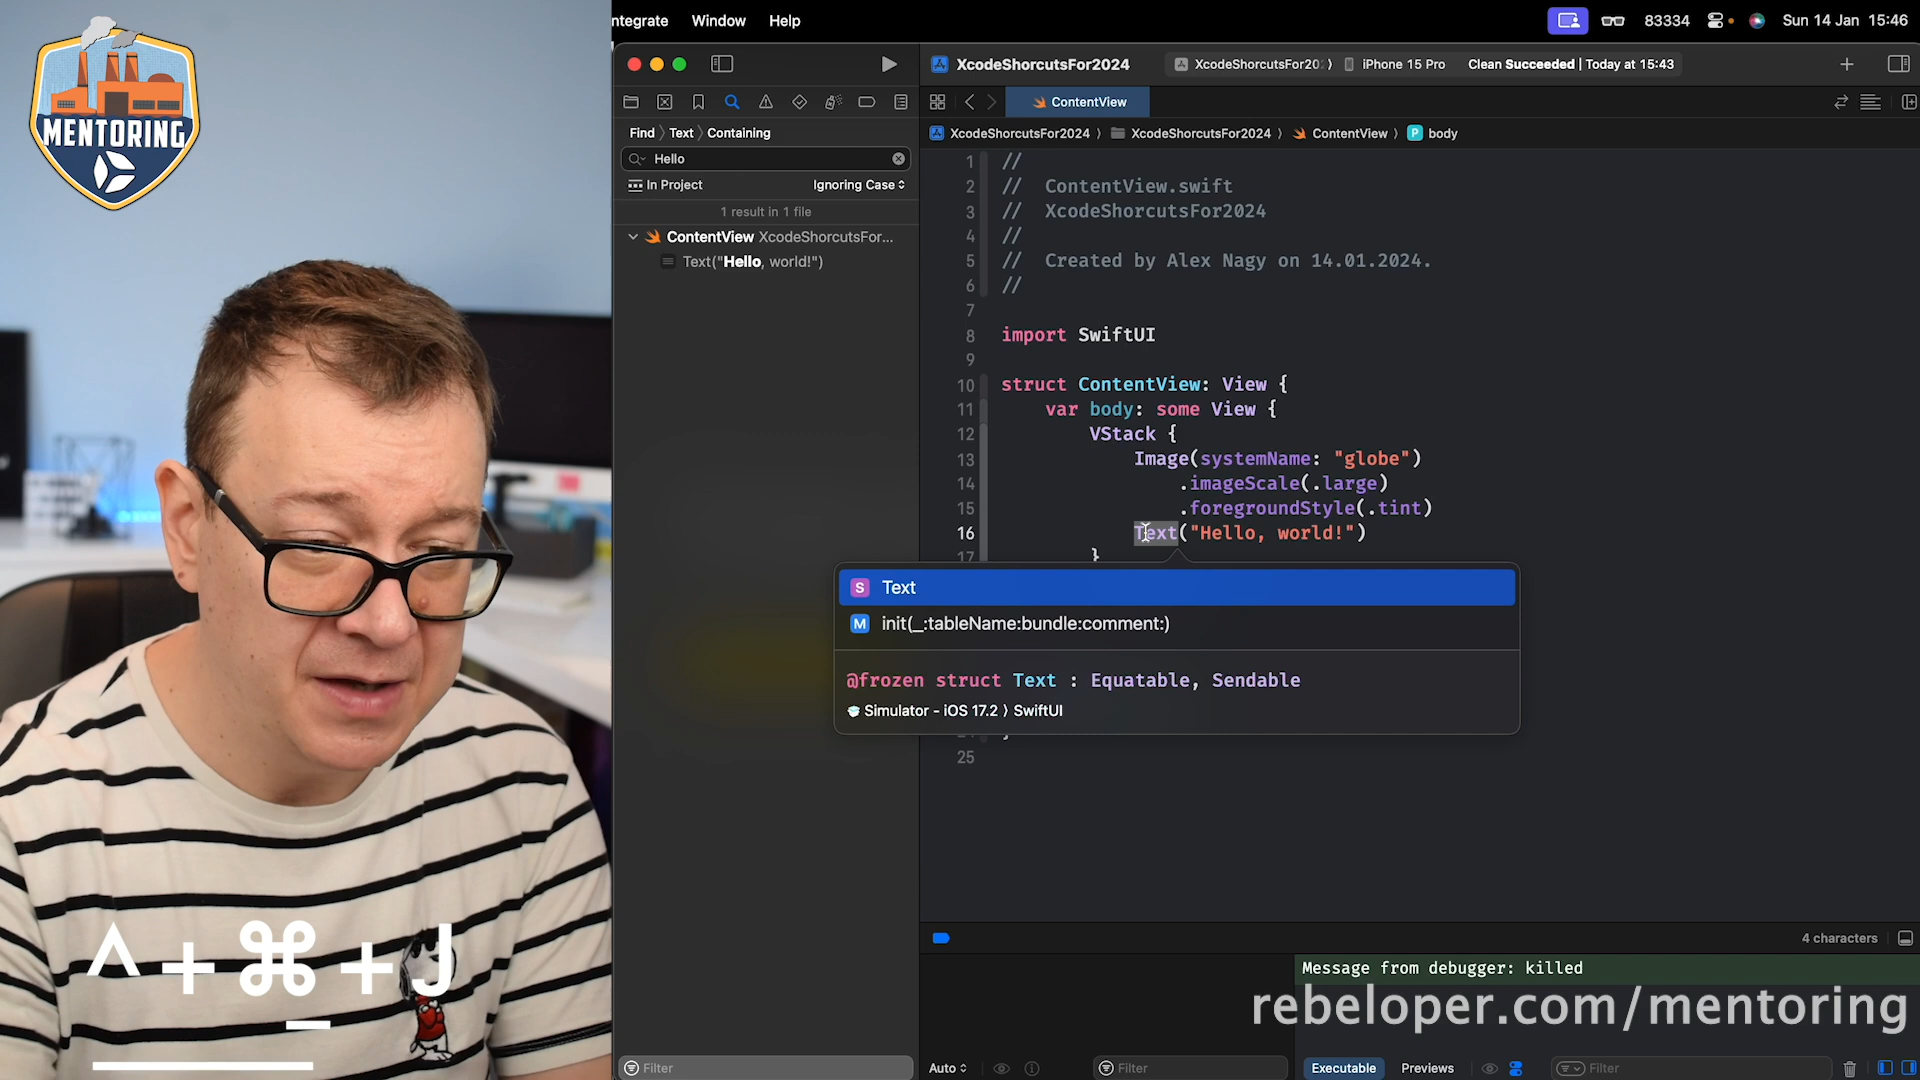 MENTORING
ntegrate Window Help 83334 Sun 14 Jan 15:46
XcodeShorcutsFor2024 XcodeShorcutsFor20 iPhone 15 Pro Clean Succeeded | Today at 15:43
ContentView
Find Text Containing
XcodeShorcutsFor2024 XcodeShorcutsFor2024 ContentView P body
Hello
In Project Ignoring Case
1 result in 1 file
ContentView XcodeShorcutsFor...
Text("Hello, world!")
1 //
2 // ContentView.swift
3 // XcodeShorcutsFor2024
4 //
5 // Created by Alex Nagy on 14.01.2024.
6 //
7
8 import SwiftUI
9
10 struct ContentView: View {
11 var body: some View {
12 VStack {
13 Image(systemName: "globe")
14 .imageScale(.large)
15 .foregroundStyle(.tint)
16 Text("Hello, world!")
17 }
S Text
M init(_:tableName:bundle:comment:)
@frozen struct Text : Equatable, Sendable
Simulator - iOS 17.2 ⟩ SwiftUI
25
^ + ⌘ + J
4 characters
Message from debugger: killed
rebeloper.com/mentoring
Filter Auto Filter Executable Previews Filter